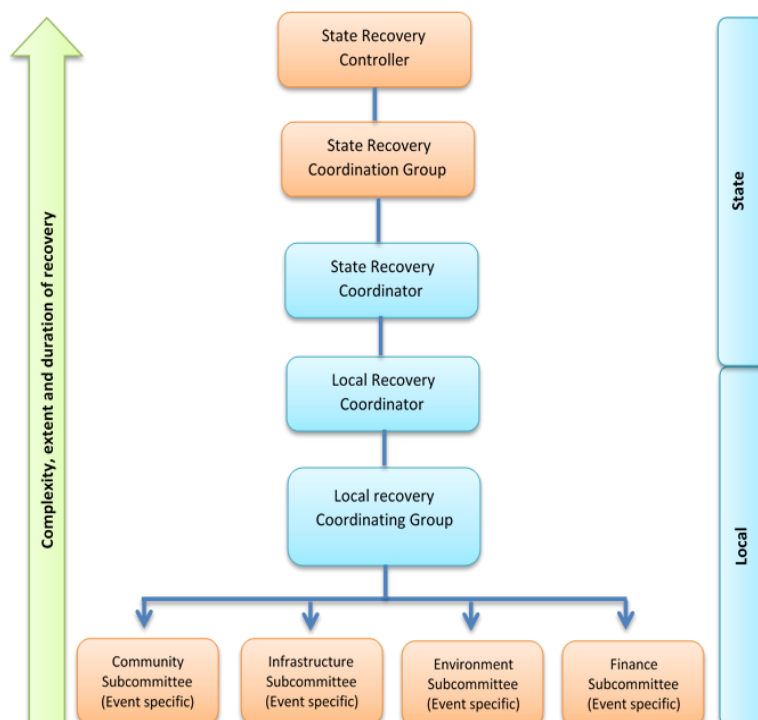 State Recovery
Controller
State Recovery
Coordination Group
State Recovery
Coordinator
Local Recovery
Coordinator
Local recovery
Coordinating Group
Community
Subcommittee
(Event specific)
Infrastructure
Subcommittee
(Event specific)
Environment
Subcommittee
(Event specific)
Finance
Subcommittee
(Event specific)
Complexity, extent and duration of recovery
State
Local